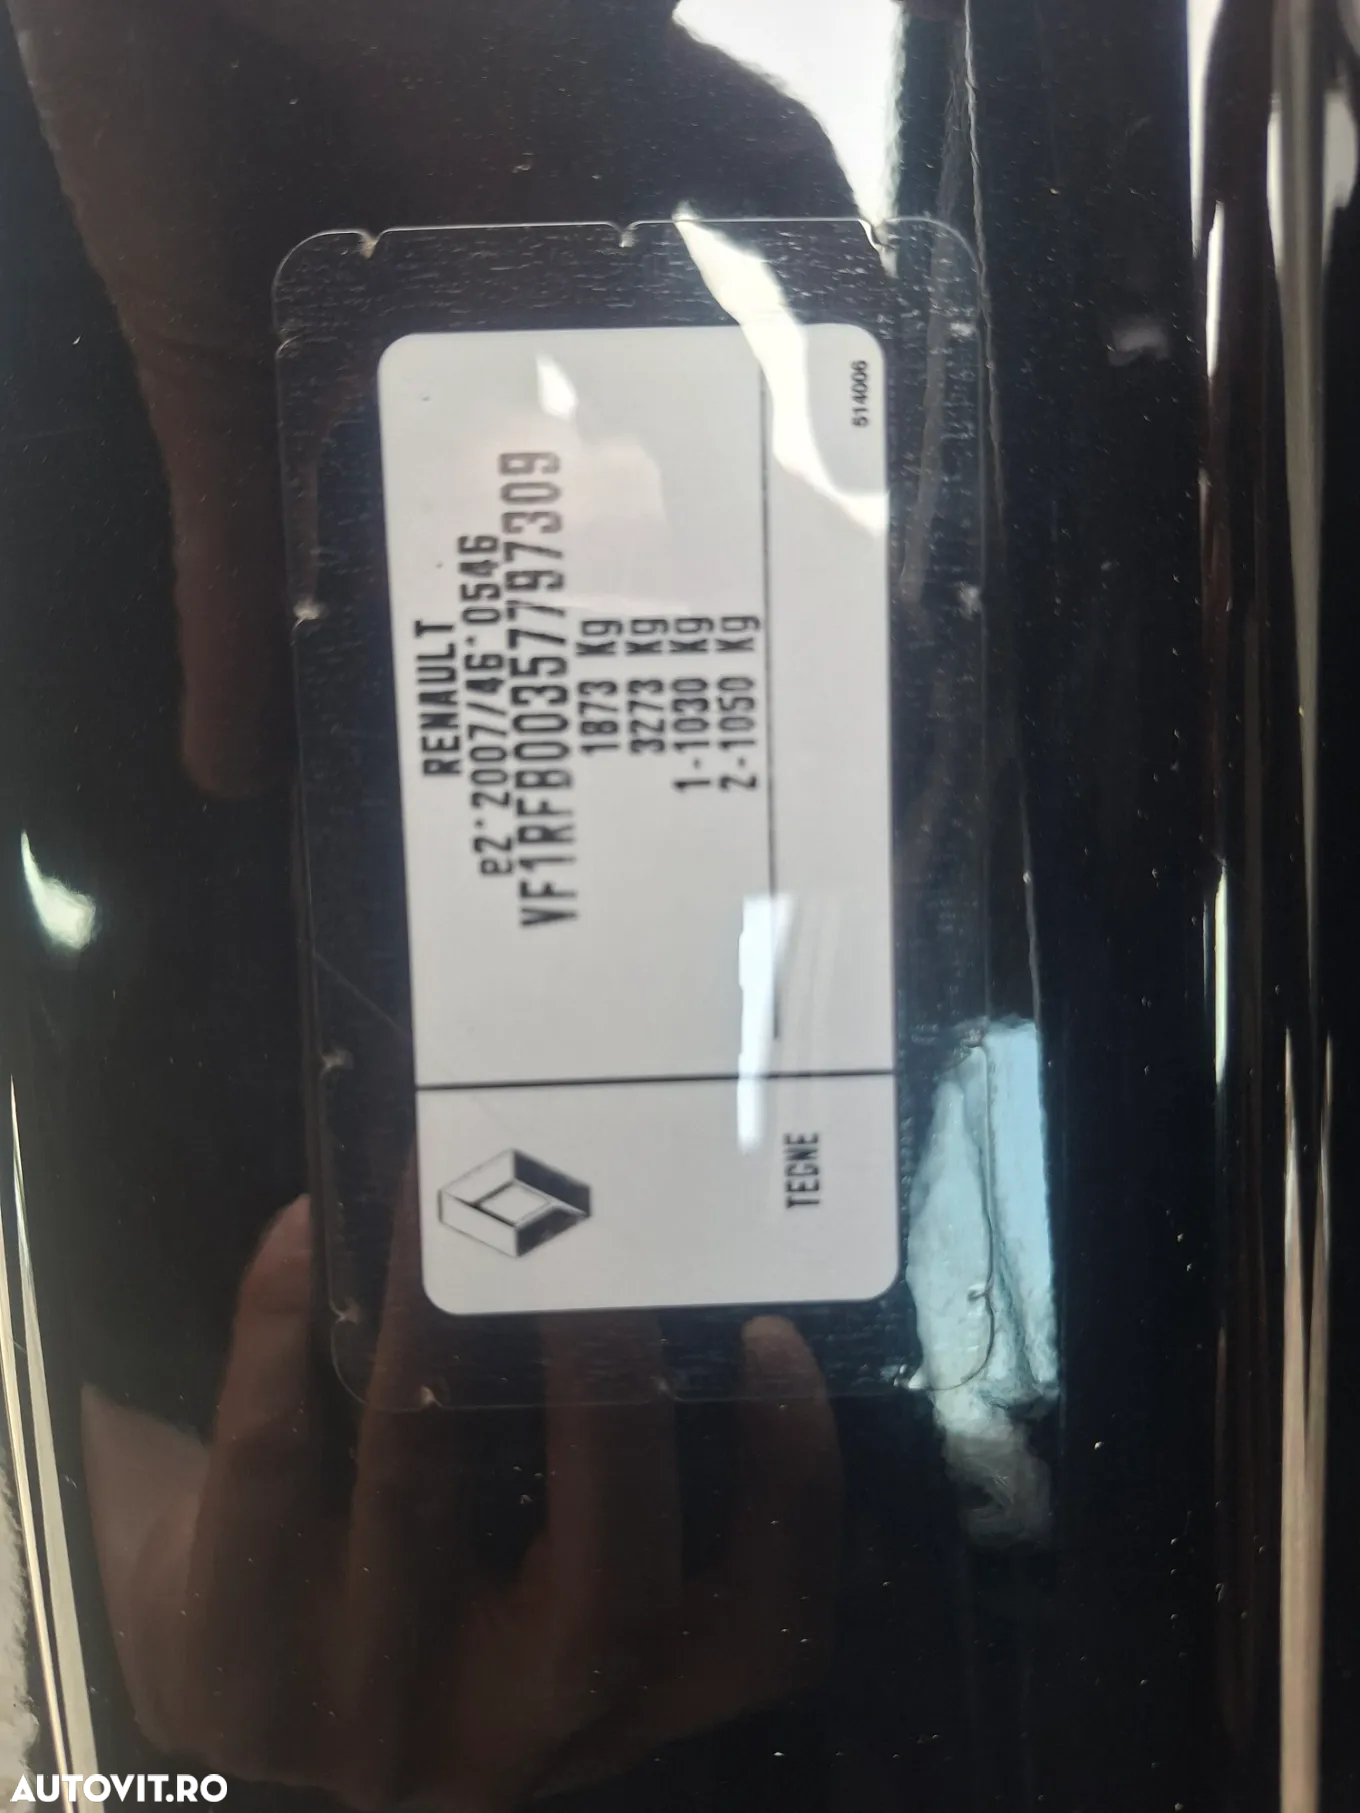 RENAULT
e2*2007/46*0546
VF1RFB00357797309
1873 Kg
3273 Kg
1-1030 Kg
2-1050 Kg
TECNE
514006
AUTOVIT.RO